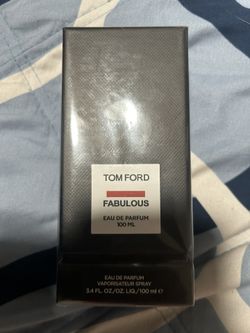 TOM FORD
FABULOUS
EAU DE PARFUM
100 ML
EAU DE PARFUM
VAPORISATEUR SPRAY
3.4 FL. OZ./OZ. LIQ./100 ml ℮